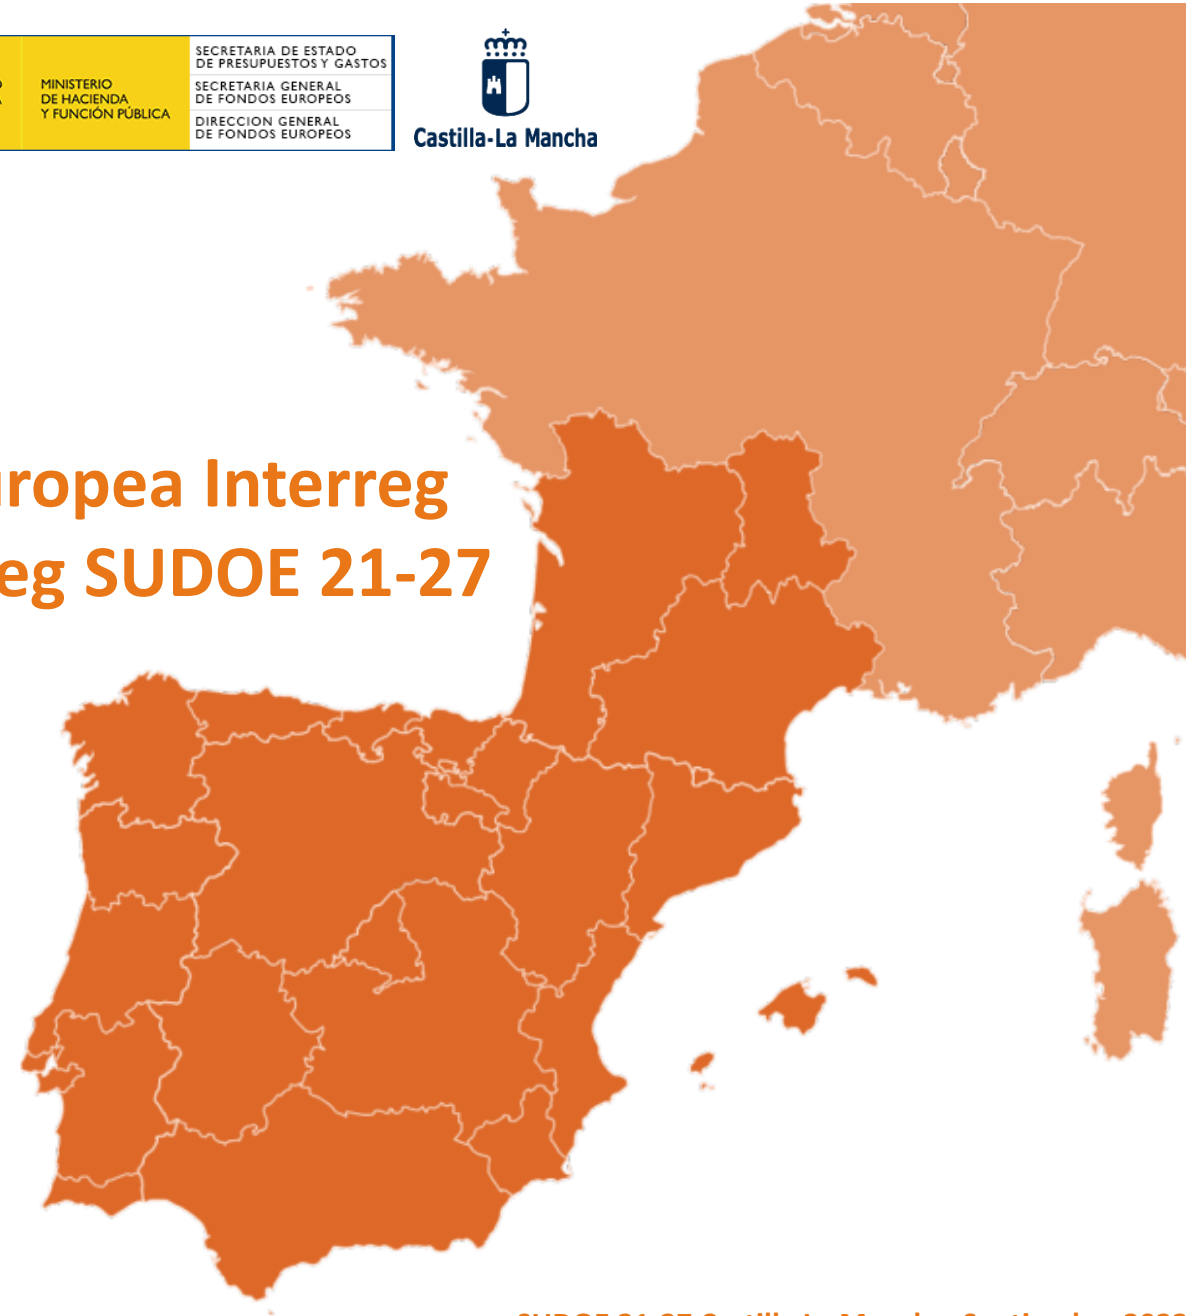 MINISTERIO
DE HACIENDA
Y FUNCIÓN PÚBLICA
SECRETARIA DE ESTADO
DE PRESUPUESTOS Y GASTOS
SECRETARIA GENERAL
DE FONDOS EUROPEOS
DIRECCION GENERAL
DE FONDOS EUROPEOS
Castilla-La Mancha
uropea Interreg
eg SUDOE 21-27